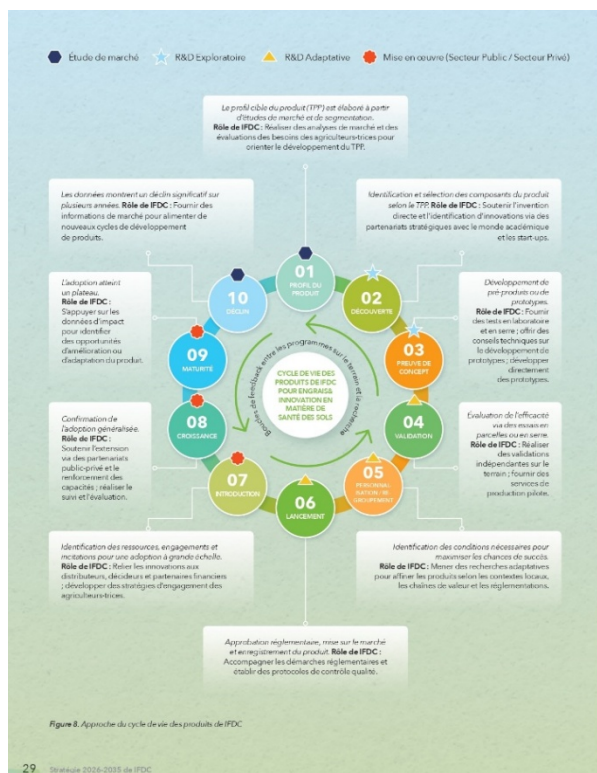 Étude de marché
R&D Exploratoire
R&D Adaptative
Mise en œuvre (Secteur Public / Secteur Privé)
Le profil cible du produit (TPP) est élaboré à partir
d'études de marché et de segmentation.
Rôle de IFDC : Réaliser des analyses de marché et des
évaluations des besoins des agriculteurs·trices pour
orienter le développement du TPP.
Les données montrent un déclin significatif sur
plusieurs années. Rôle de IFDC : Fournir des
informations de marché pour alimenter de
nouveaux cycles de développement
de produits.
Identification et sélection des composants du produit
selon le TPP. Rôle de IFDC : Soutenir l'invention
directe et l'identification d'innovations via des
partenariats stratégiques avec le monde académique
et les start-ups.
L'adoption atteint
un plateau.
Rôle de IFDC :
S'appuyer sur les
données d'impact
pour identifier
des opportunités
d'amélioration ou
d'adaptation du produit.
Développement de
pré-produits ou de
prototypes.
Rôle de IFDC : Fournir
des tests en laboratoire
et en serre ; offrir des
conseils techniques sur
le développement de
prototypes ; développer
directement
des prototypes.
Confirmation de
l'adoption généralisée.
Rôle de IFDC :
Soutenir l'extension
via des partenariats
public-privé et le
renforcement des
capacités ; réaliser le
suivi et l'évaluation.
Évaluation de l'efficacité
via des essais en
parcelles ou en serre.
Rôle de IFDC : Réaliser
des validations
indépendantes sur le
terrain ; fournir des
services de
production pilote.
01
PROFIL DU
PRODUIT
02
DÉCOUVERTE
03
PREUVE DE
CONCEPT
04
VALIDATION
05
PERSONNAL-
ISATION / RE-
GROUPEMENT
06
LANCEMENT
07
INTRODUCTION
08
CROISSANCE
09
MATURITÉ
10
DÉCLIN
Boucles de feedback entre les programmes sur le terrain et la recherche
CYCLE DE VIE DES
PRODUITS DE IFDC
POUR ENGRAIS&
INNOVATION EN
MATIÈRE DE
SANTÉ DES SOLS
Identification des ressources, engagements et
incitations pour une adoption à grande échelle.
Rôle de IFDC : Relier les innovations aux
distributeurs, décideurs et partenaires financiers
; développer des stratégies d'engagement des
agriculteurs·trices.
Identification des conditions nécessaires pour
maximiser les chances de succès.
Rôle de IFDC : Mener des recherches adaptatives
pour affiner les produits selon les contextes locaux,
les chaînes de valeur et les réglementations.
Approbation réglementaire, mise sur le marché
et enregistrement du produit. Rôle de IFDC :
Accompagner les démarches réglementaires et
établir des protocoles de contrôle qualité.
Figure 8. Approche du cycle de vie des produits de IFDC
29 Stratégie 2026-2035 de IFDC